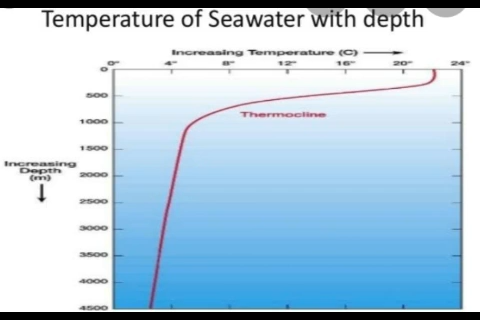 Temperature of Seawater with depth
Increasing Temperature (C)
0° 4° 8° 12° 16° 20° 24°
0
500
1000
1500
2000
2500
3000
3500
4000
4500
Thermocline
Increasing
Depth
(m)